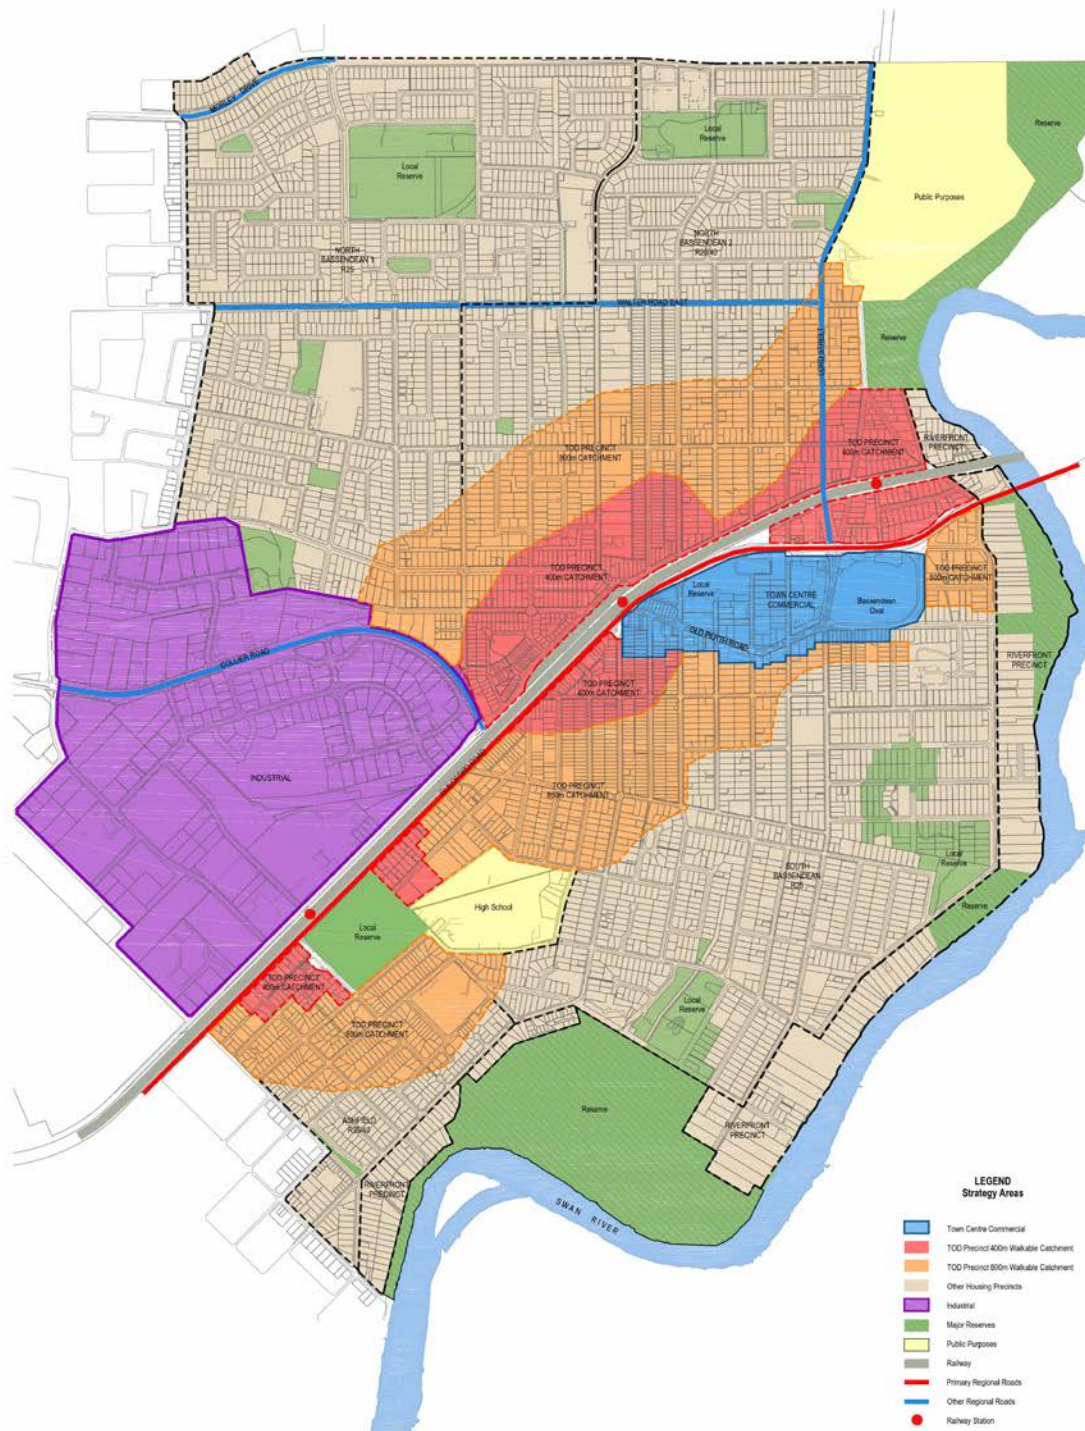 MORLEY DRIVE
Local
Reserve
Local
Reserve
Reserve
Public Purposes
NORTH
BASSENDEAN 1
R25
NORTH
BASSENDEAN 2
WALTER ROAD EAST
LORD STREET
Reserve
TOD PRECINCT
800m CATCHMENT
TOD PRECINCT
400m CATCHMENT
RIVERFRONT
PRECINCT
TOD PRECINCT
400m CATCHMENT
Local
Reserve
TOWN CENTRE
COMMERCIAL
Bassendean
Oval
TOD PRECINCT
800m CATCHMENT
OLD PERTH ROAD
COLLIER ROAD
TOD PRECINCT
400m CATCHMENT
RIVERFRONT
PRECINCT
INDUSTRIAL
TOD PRECINCT
800m CATCHMENT
SOUTH
BASSENDEAN
Local
Reserve
High School
Reserve
Local
Reserve
TOD PRECINCT
400m CATCHMENT
Local
Reserve
TOD PRECINCT
800m CATCHMENT
ASHFIELD
Reserve
RIVERFRONT
PRECINCT
RIVERFRONT
PRECINCT
SWAN RIVER
LEGEND
Strategy Areas
Town Centre Commercial
TOD Precinct 400m Walkable Catchment
TOD Precinct 800m Walkable Catchment
Other Housing Precincts
Industrial
Major Reserves
Public Purposes
Railway
Primary Regional Roads
Other Regional Roads
Railway Station